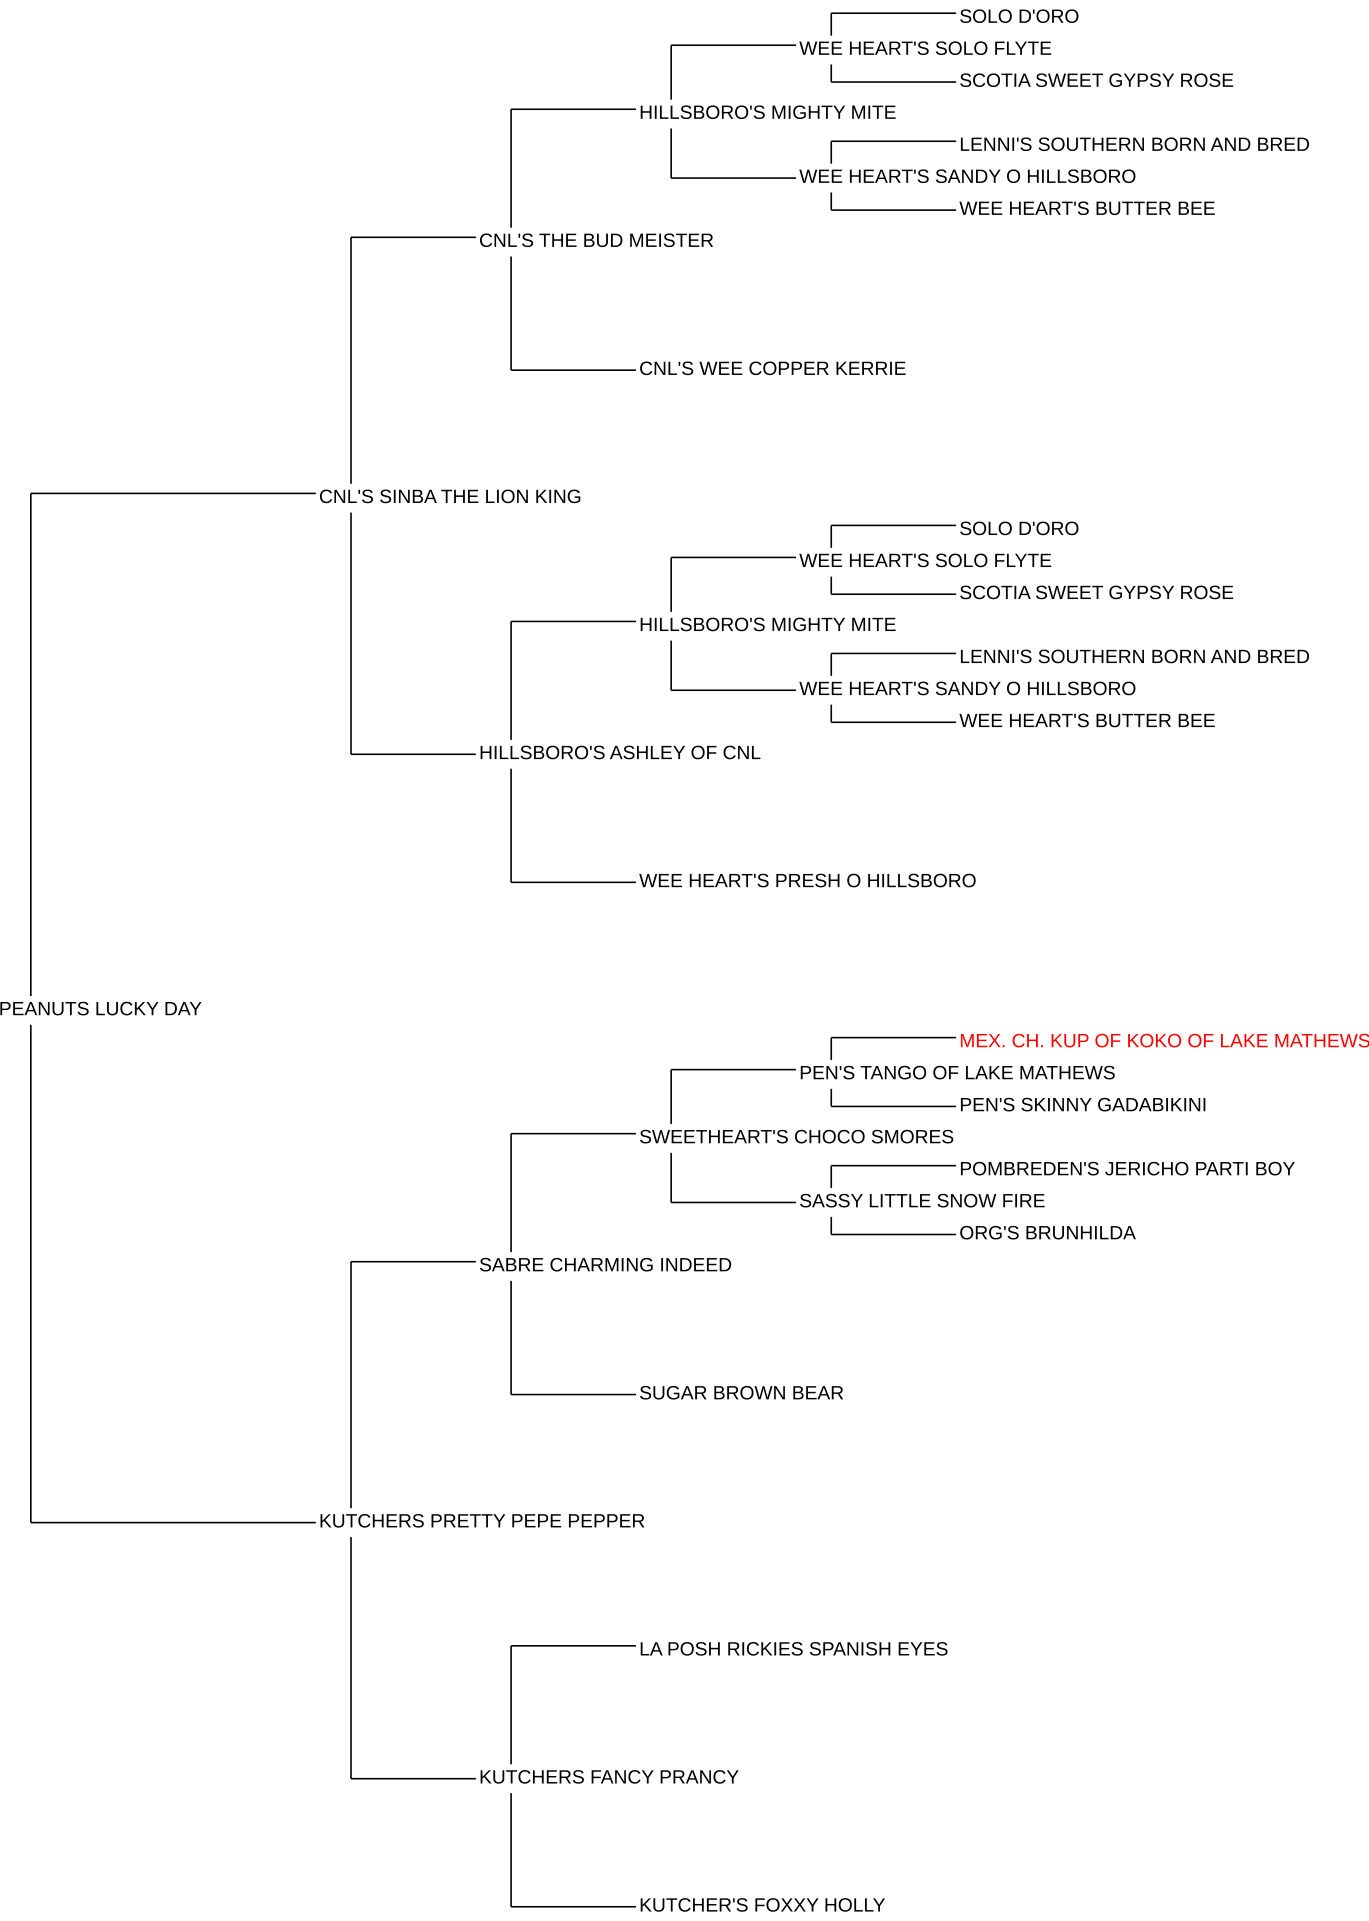 SOLO D'ORO
WEE HEART'S SOLO FLYTE
SCOTIA SWEET GYPSY ROSE
HILLSBORO'S MIGHTY MITE
LENNI'S SOUTHERN BORN AND BRED
WEE HEART'S SANDY O HILLSBORO
WEE HEART'S BUTTER BEE
CNL'S THE BUD MEISTER
CNL'S WEE COPPER KERRIE
CNL'S SINBA THE LION KING
SOLO D'ORO
WEE HEART'S SOLO FLYTE
SCOTIA SWEET GYPSY ROSE
HILLSBORO'S MIGHTY MITE
LENNI'S SOUTHERN BORN AND BRED
WEE HEART'S SANDY O HILLSBORO
WEE HEART'S BUTTER BEE
HILLSBORO'S ASHLEY OF CNL
WEE HEART'S PRESH O HILLSBORO
PEANUTS LUCKY DAY
MEX. CH. KUP OF KOKO OF LAKE MATHEWS
PEN'S TANGO OF LAKE MATHEWS
PEN'S SKINNY GADABIKINI
SWEETHEART'S CHOCO SMORES
POMBREDEN'S JERICHO PARTI BOY
SASSY LITTLE SNOW FIRE
ORG'S BRUNHILDA
SABRE CHARMING INDEED
SUGAR BROWN BEAR
KUTCHERS PRETTY PEPE PEPPER
LA POSH RICKIES SPANISH EYES
KUTCHERS FANCY PRANCY
KUTCHER'S FOXXY HOLLY